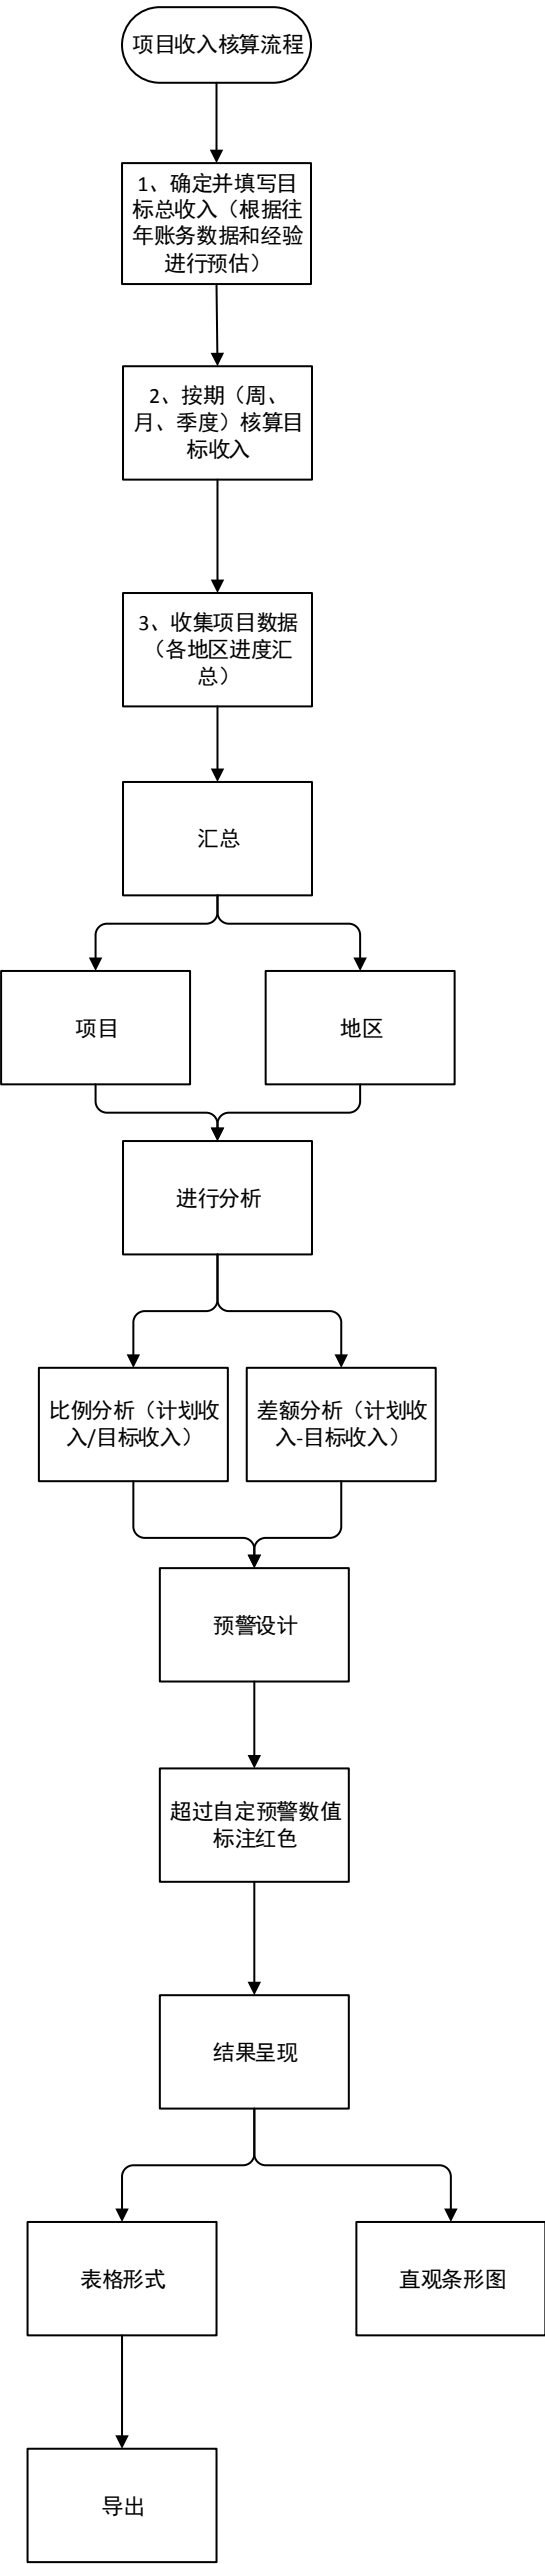 项目收入核算流程
1、确定并填写目
标总收入（根据往
年账务数据和经验
进行预估）
2、按期（周、
月、季度）核算目
标收入
3、收集项目数据
（各地区进度汇
总）
汇总
项目
地区
进行分析
比例分析（计划收
入/目标收入）
差额分析（计划收
入-目标收入）
预警设计
超过自定预警数值
标注红色
结果呈现
表格形式
直观条形图
导出